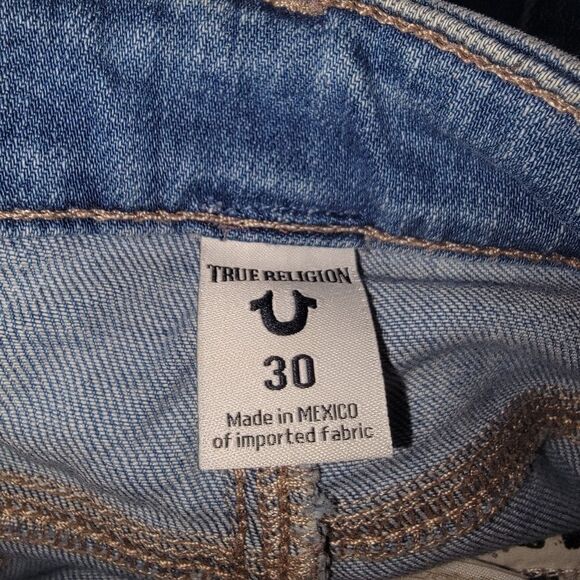 TRUE RELIGION
30
Made in MEXICO
of imported fabric